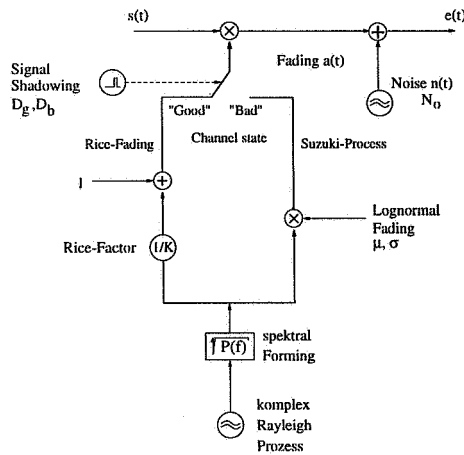 s(t)
e(t)
Fading a(t)
Signal
Shadowing
Dg ,Db
Noise n(t)
No
"Good" "Bad"
Channel state
Rice-Fading
Suzuki-Process
1
Lognormal
Fading
μ, σ
Rice-Factor
1/K
√P(f)
spektral
Forming
komplex
Rayleigh
Prozess